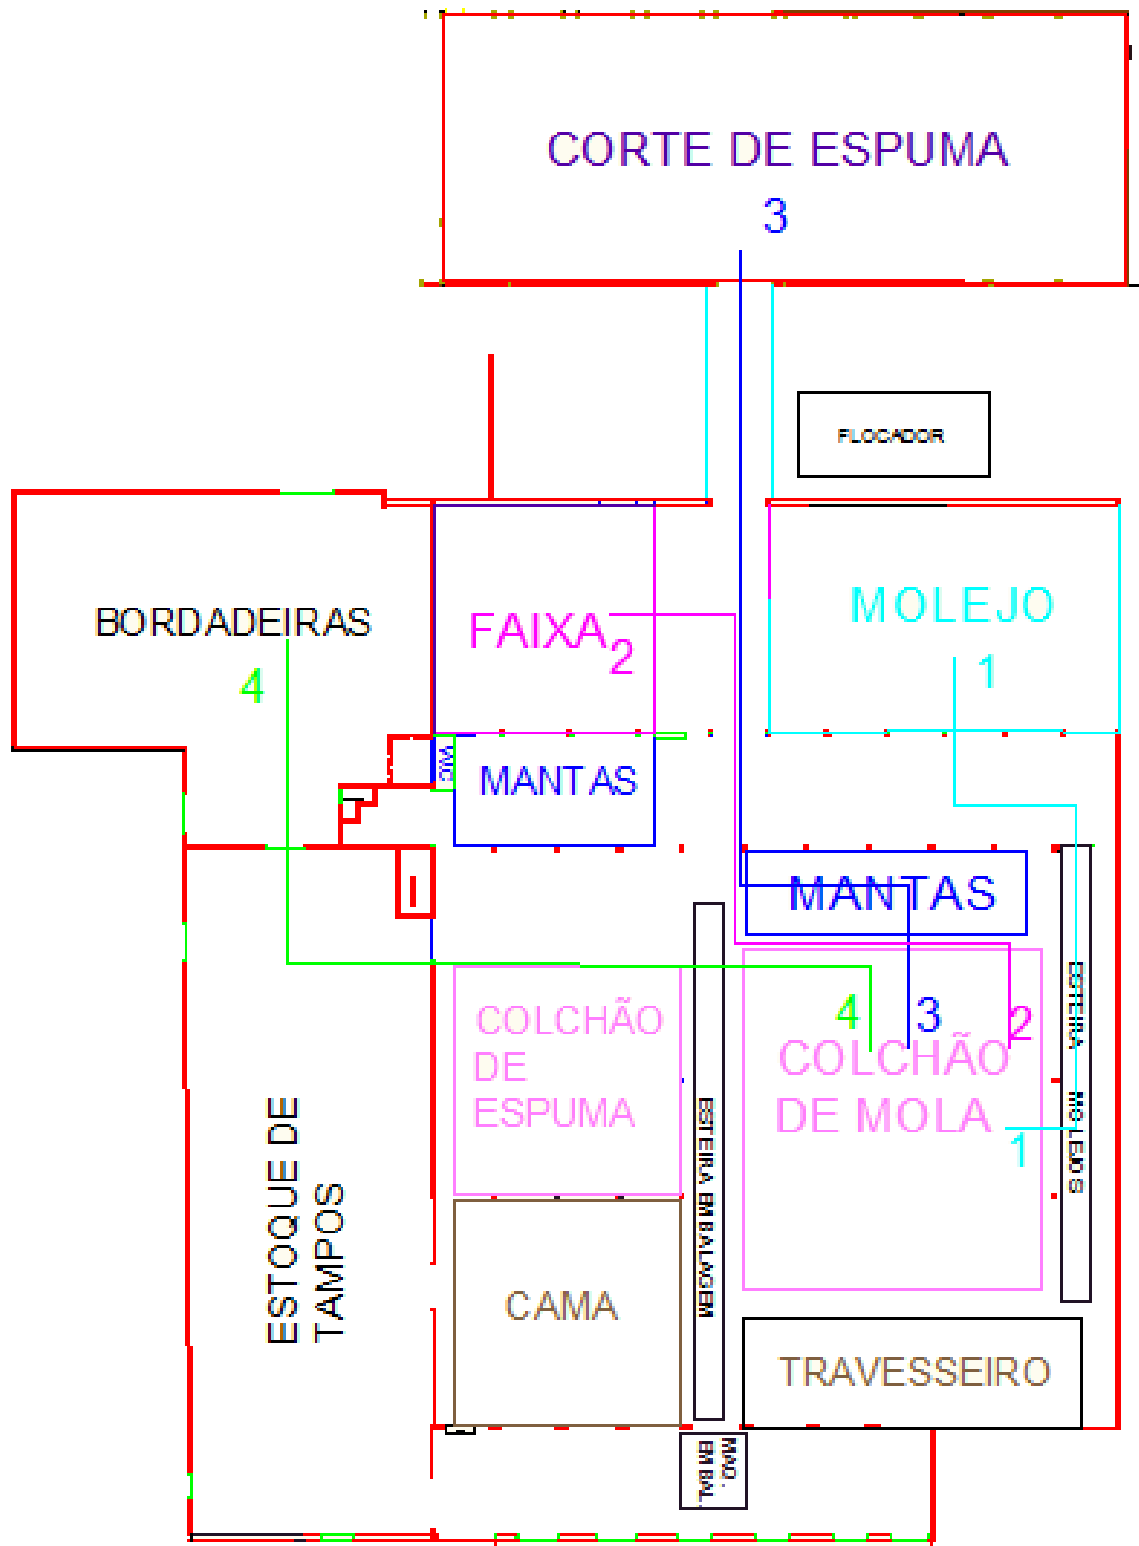 CORTE DE ESPUMA
3
FLOCADOR
BORDADEIRAS
4
FAIXA
2
MOLEJO
1
WC
MANTAS
MANTAS
COLCHÃO
DE
ESPUMA
4
3
2
COLCHÃO
DE MOLA
1
ESTEIRA MOLEJOS
ESTEIRA EMBALAGEM
ESTOQUE DE
TAMPOS
CAMA
TRAVESSEIRO
MAQ.
EMBAL.